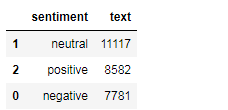 sentiment text
1 neutral 11117
2 positive 8582
0 negative 7781